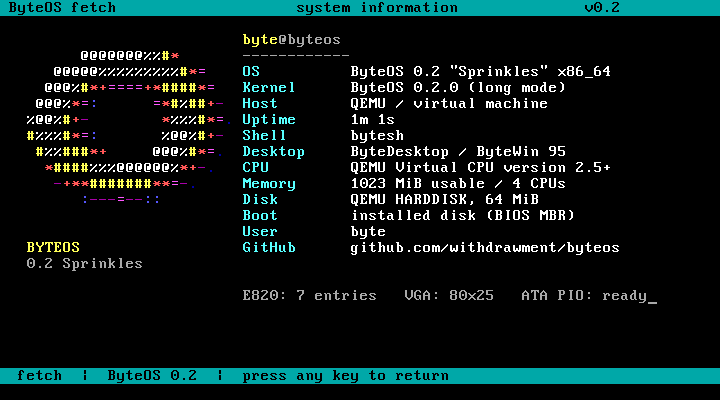 ByteOS fetch system information v0.2
byte@byteos
------------
OS ByteOS 0.2 "Sprinkles" x86_64
Kernel ByteOS 0.2.0 (long mode)
Host QEMU / virtual machine
Uptime 1m 1s
Shell bytesh
Desktop ByteDesktop / ByteWin 95
CPU QEMU Virtual CPU version 2.5+
Memory 1023 MiB usable / 4 CPUs
Disk QEMU HARDDISK, 64 MiB
Boot installed disk (BIOS MBR)
User byte
GitHub github.com/withdrawment/byteos
BYTEOS
0.2 Sprinkles
E820: 7 entries VGA: 80x25 ATA PIO: ready_
fetch | ByteOS 0.2 | press any key to return